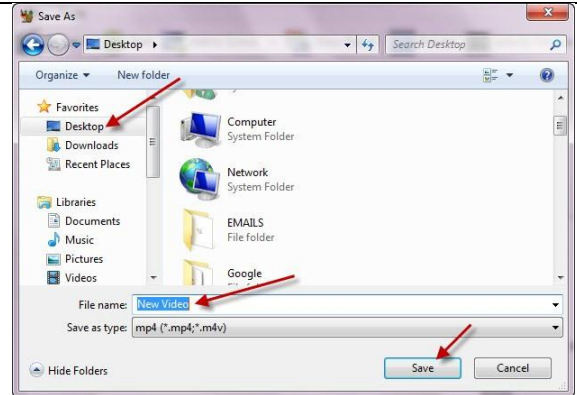 Save As
Desktop
Search Desktop
Organize
New folder
Favorites
Desktop
Downloads
Recent Places
Libraries
Documents
Music
Pictures
Videos
Computer
System Folder
Network
System Folder
EMAILS
File folder
Google
File name: New Video
Save as type: mp4 (*.mp4;*.m4v)
Hide Folders
Save
Cancel